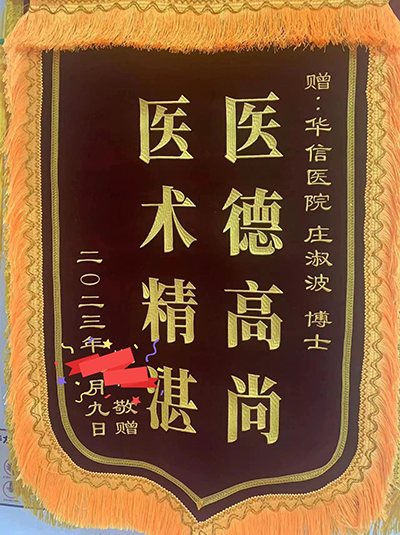 赠：华信医院 庄淑波 博士
医德高尚
医术精湛
敬赠
二〇二三年
月九日